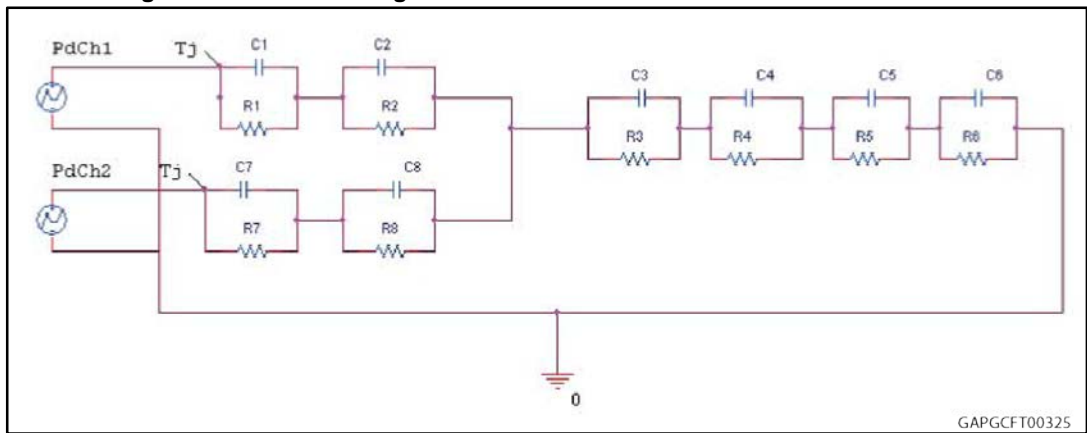 PdCh1
Tj
C1
C2
R1
R2
C3
C4
C5
C6
R3
R4
R5
R6
PdCh2
Tj
C7
C8
R7
R8
0
GAPGCFT00325